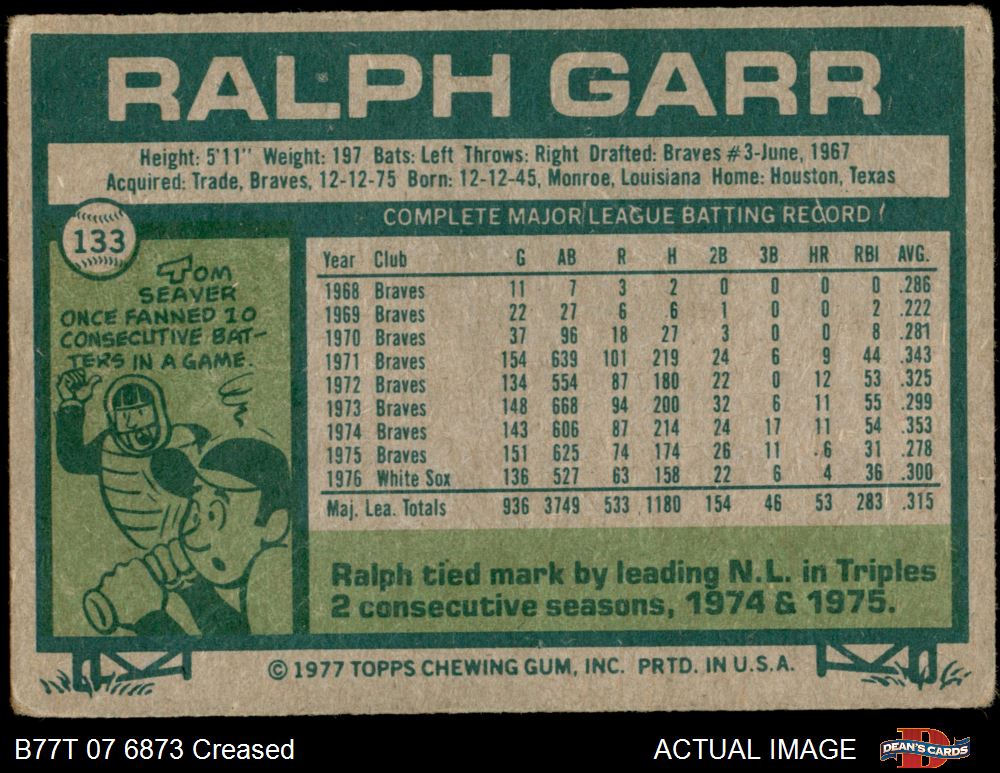 RALPH GARR
Height: 5'11" Weight: 197 Bats: Left Throws: Right Drafted: Braves #3-June, 1967
Acquired: Trade, Braves, 12-12-75 Born: 12-12-45, Monroe, Louisiana Home: Houston, Texas
133
TOM
SEAVER
ONCE FANNED 10
CONSECUTIVE BAT-
TERS IN A GAME.
COMPLETE MAJOR LEAGUE BATTING RECORD
Year Club G AB R H 2B 3B HR RBI AVG.
1968 Braves 11 7 3 2 0 0 0 0 .286
1969 Braves 22 27 6 6 1 0 0 2 .222
1970 Braves 37 96 18 27 3 0 0 8 .281
1971 Braves 154 639 101 219 24 6 9 44 .343
1972 Braves 134 554 87 180 22 0 12 53 .325
1973 Braves 148 668 94 200 32 6 11 55 .299
1974 Braves 143 606 87 214 24 17 11 54 .353
1975 Braves 151 625 74 174 26 11 6 31 .278
1976 White Sox 136 527 63 158 22 6 4 36 .300
Maj. Lea. Totals 936 3749 533 1180 154 46 53 283 .315
Ralph tied mark by leading N.L. in Triples
2 consecutive seasons, 1974 & 1975.
© 1977 TOPPS CHEWING GUM, INC. PRTD. IN U.S.A.
B77T 07 6873 Creased
ACTUAL IMAGE
DEAN'S CARDS